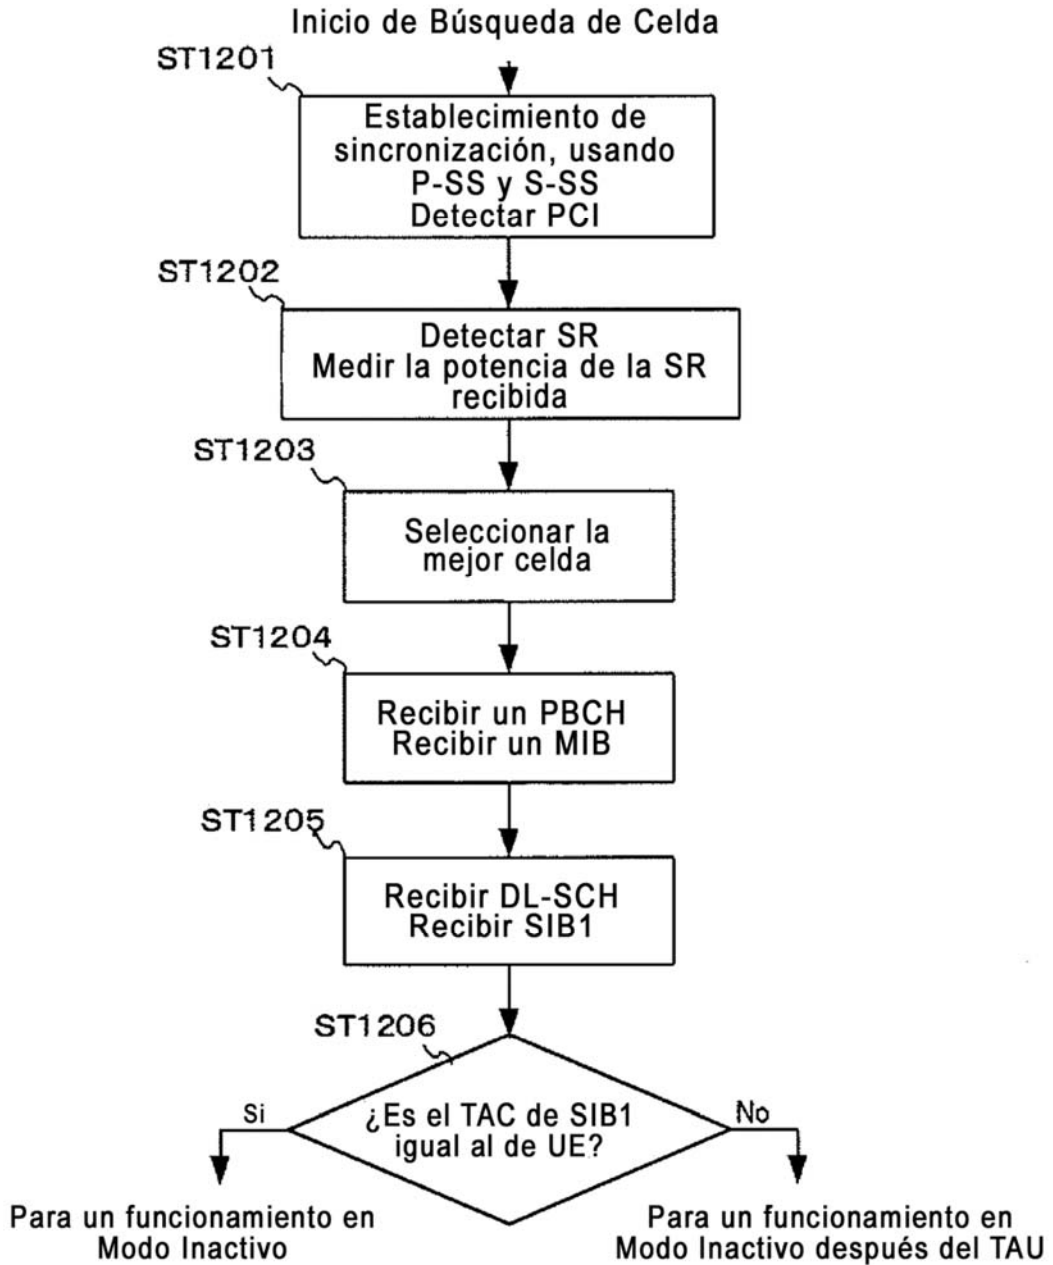 Inicio de Búsqueda de Celda
ST1201
Establecimiento de
sincronización, usando
P-SS y S-SS
Detectar PCI
ST1202
Detectar SR
Medir la potencia de la SR
recibida
ST1203
Seleccionar la
mejor celda
ST1204
Recibir un PBCH
Recibir un MIB
ST1205
Recibir DL-SCH
Recibir SIB1
ST1206
¿Es el TAC de SIB1
igual al de UE?
Si
No
Para un funcionamiento en
Modo Inactivo
Para un funcionamiento en
Modo Inactivo después del TAU